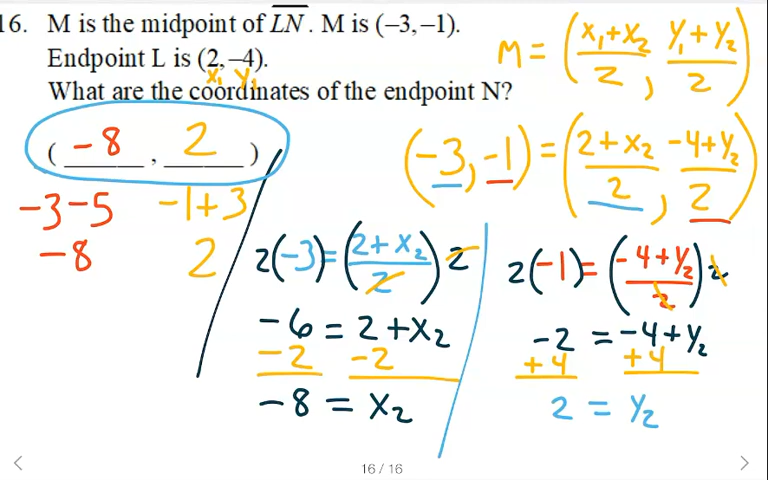 16. M is the midpoint of LN. M is (−3,−1).
Endpoint L is (2,−4).
x₁ y₁
What are the coordinates of the endpoint N?
M = (x₁+x₂/2, y₁+y₂/2)
( −8 , 2 )
−3−5 −1+3
−8 2
(−3,−1) = (2+x₂/2, −4+y₂/2)
2(−3)=(2+x₂/2)2
−6 = 2+x₂
−2 −2
−8 = x₂
2(−1)=(−4+y₂/2)2
−2 = −4+y₂
+4 +4
2 = y₂
< 16 / 16 >